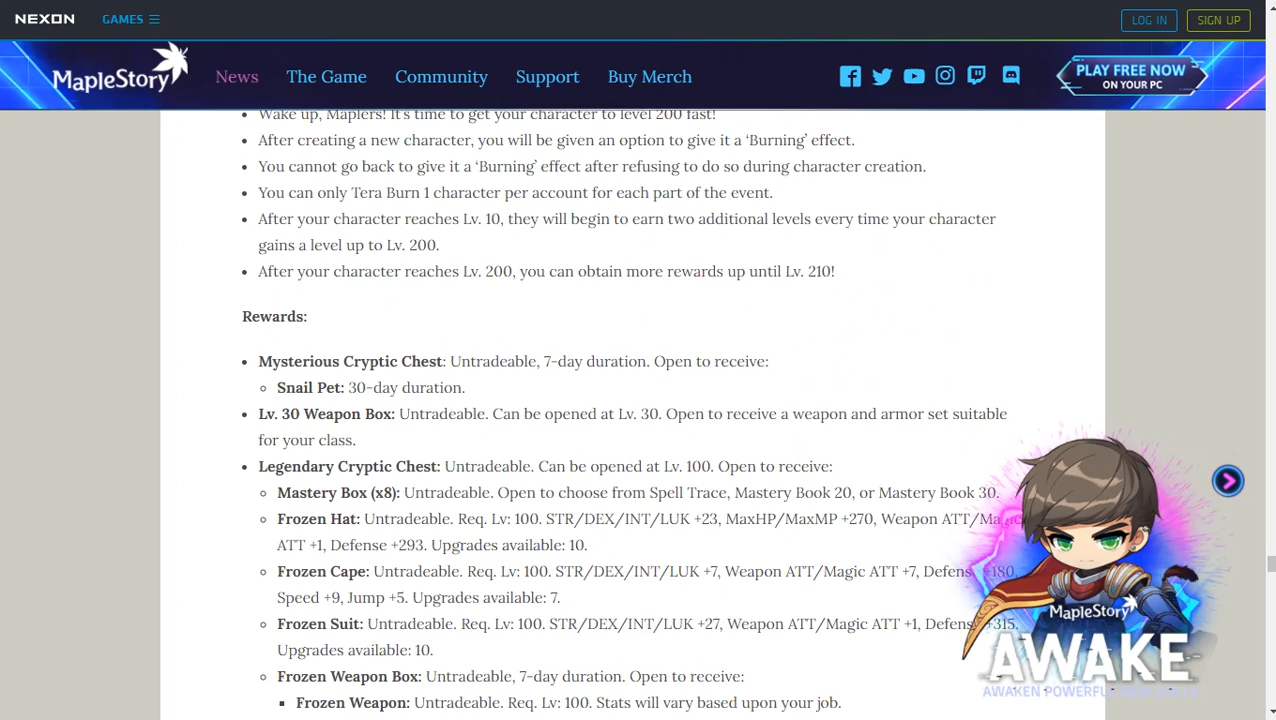 NEXON GAMES LOG IN SIGN UP
MapleStory News The Game Community Support Buy Merch PLAY FREE NOW
ON YOUR PC
Wake up, Maplers! It's time to get your character to level 200 fast!
After creating a new character, you will be given an option to give it a ‘Burning’ effect.
You cannot go back to give it a ‘Burning’ effect after refusing to do so during character creation.
You can only Tera Burn 1 character per account for each part of the event.
After your character reaches Lv. 10, they will begin to earn two additional levels every time your character
gains a level up to Lv. 200.
After your character reaches Lv. 200, you can obtain more rewards up until Lv. 210!
Rewards:
Mysterious Cryptic Chest: Untradeable, 7-day duration. Open to receive:
Snail Pet: 30-day duration.
Lv. 30 Weapon Box: Untradeable. Can be opened at Lv. 30. Open to receive a weapon and armor set suitable
for your class.
Legendary Cryptic Chest: Untradeable. Can be opened at Lv. 100. Open to receive:
Mastery Box (x8): Untradeable. Open to choose from Spell Trace, Mastery Book 20, or Mastery Book 30.
Frozen Hat: Untradeable. Req. Lv: 100. STR/DEX/INT/LUK +23, MaxHP/MaxMP +270, Weapon ATT/Magic
ATT +1, Defense +293. Upgrades available: 10.
Frozen Cape: Untradeable. Req. Lv: 100. STR/DEX/INT/LUK +7, Weapon ATT/Magic ATT +7, Defens +180,
Speed +9, Jump +5. Upgrades available: 7.
Frozen Suit: Untradeable. Req. Lv: 100. STR/DEX/INT/LUK +27, Weapon ATT/Magic ATT +1, Defens +315.
Upgrades available: 10.
Frozen Weapon Box: Untradeable, 7-day duration. Open to receive:
Frozen Weapon: Untradeable. Req. Lv: 100. Stats will vary based upon your job.
MapleStory
AWAKE
AWAKEN POWERFUL NEW SKILLS